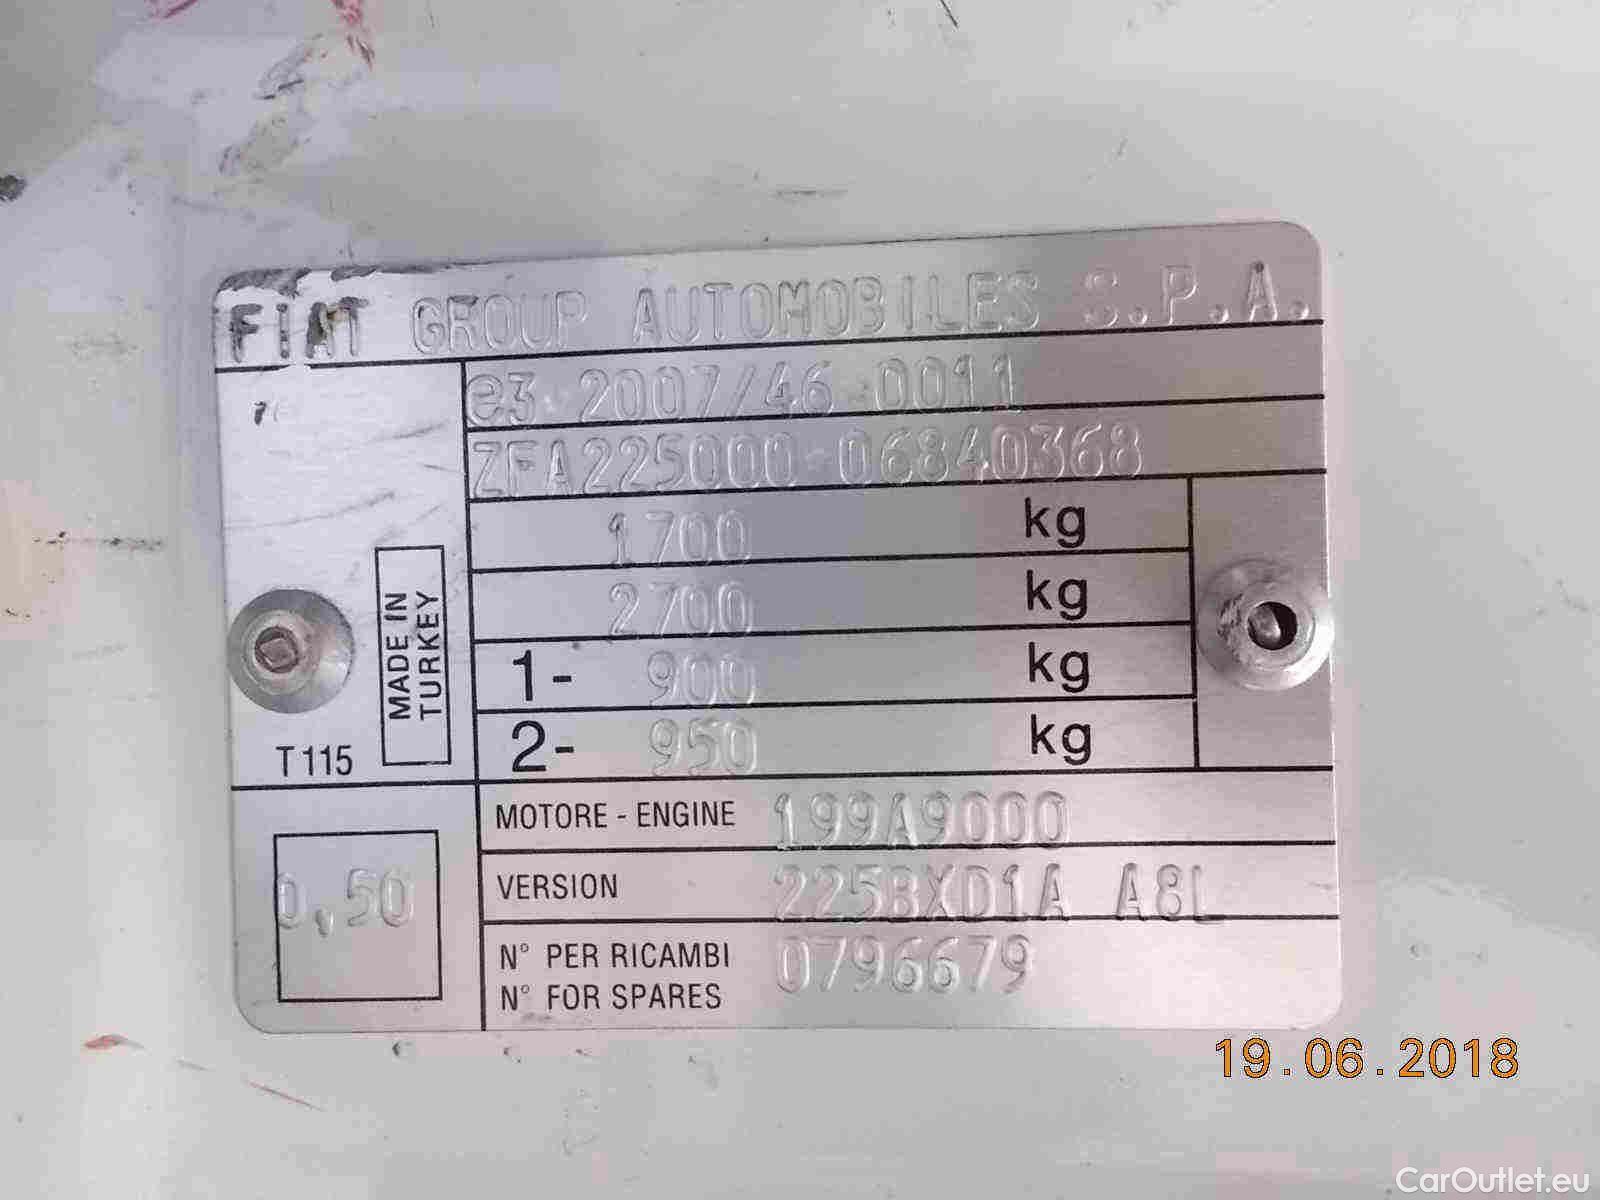 FIAT GROUP AUTOMOBILES S.P.A.
e3 2007/46 0011
ZFA225000 06840368
1700 kg
2700 kg
1- 900 kg
2- 950 kg
MADE IN
TURKEY
T115
MOTORE - ENGINE 199A9000
VERSION 225BXD1A A8L
0,50
N° PER RICAMBI 0796679
N° FOR SPARES
19.06.2018
CarOutlet.eu